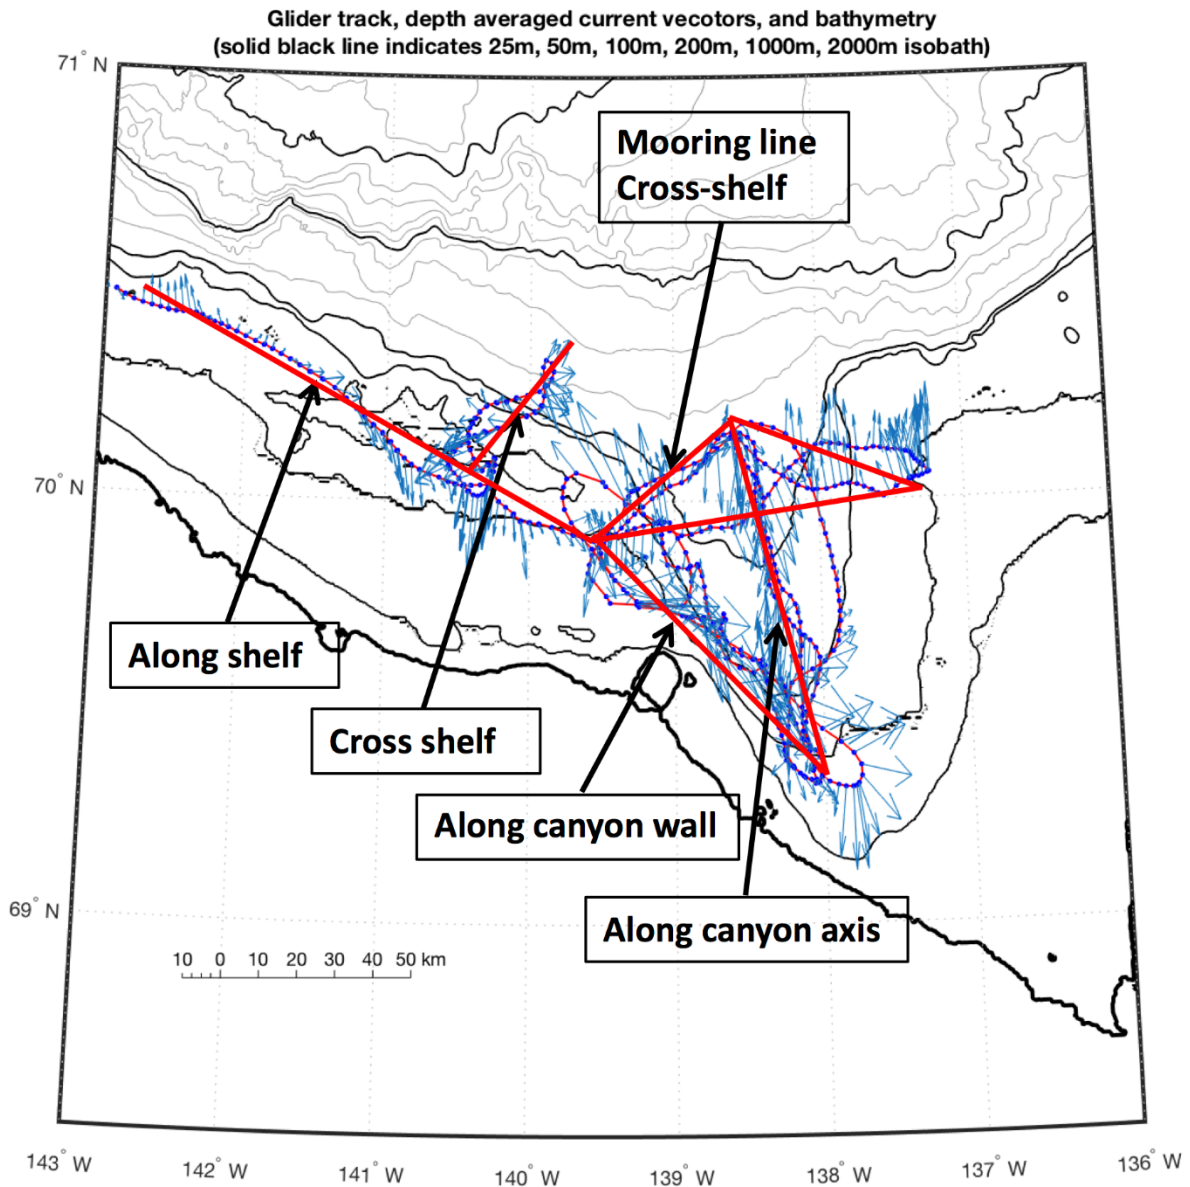 Glider track, depth averaged current vecotors, and bathymetry
(solid black line indicates 25m, 50m, 100m, 200m, 1000m, 2000m isobath)
71° N
Mooring line
Cross-shelf
70° N
Along shelf
Cross shelf
Along canyon wall
Along canyon axis
69° N
10 0 10 20 30 40 50 km
143° W 142° W 141° W 140° W 139° W 138° W 137° W 136° W